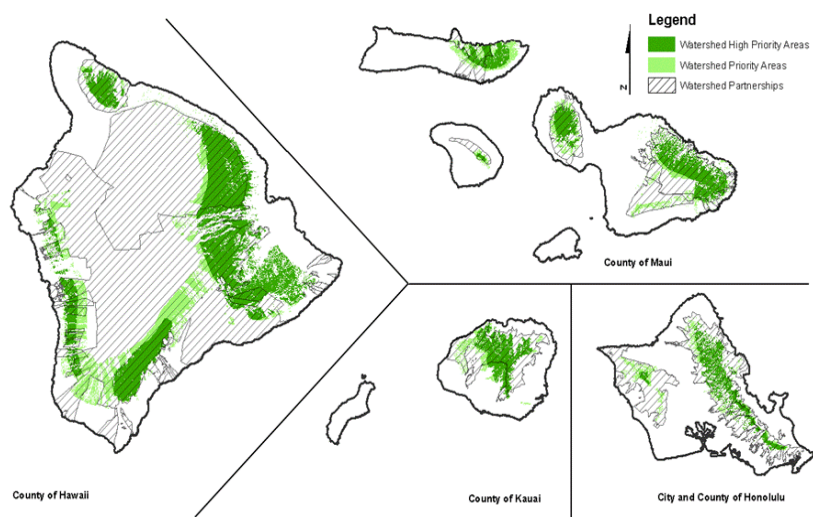 Legend
Watershed High Priority Areas
Watershed Priority Areas
Watershed Partnerships
N
County of Maui
County of Hawaii
County of Kauai
City and County of Honolulu